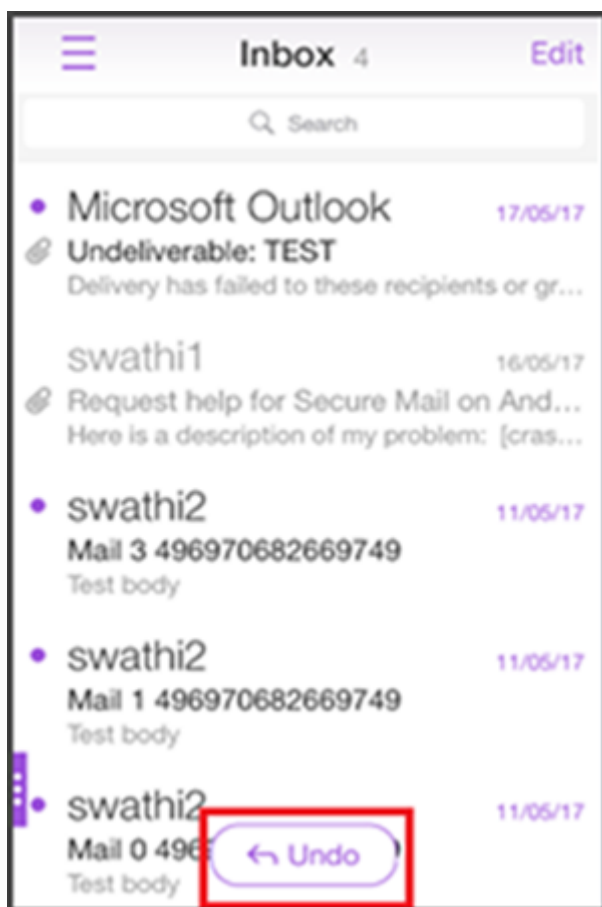 Inbox 4 Edit
Search
Microsoft Outlook 17/05/17
Undeliverable: TEST
Delivery has failed to these recipients or gr...
swathi1 16/05/17
Request help for Secure Mail on And...
Here is a description of my problem: [cras...
swathi2 11/05/17
Mail 3 496970682669749
Test body
swathi2 11/05/17
Mail 1 496970682669749
Test body
swathi2 11/05/17
Mail 0
Undo
Test body